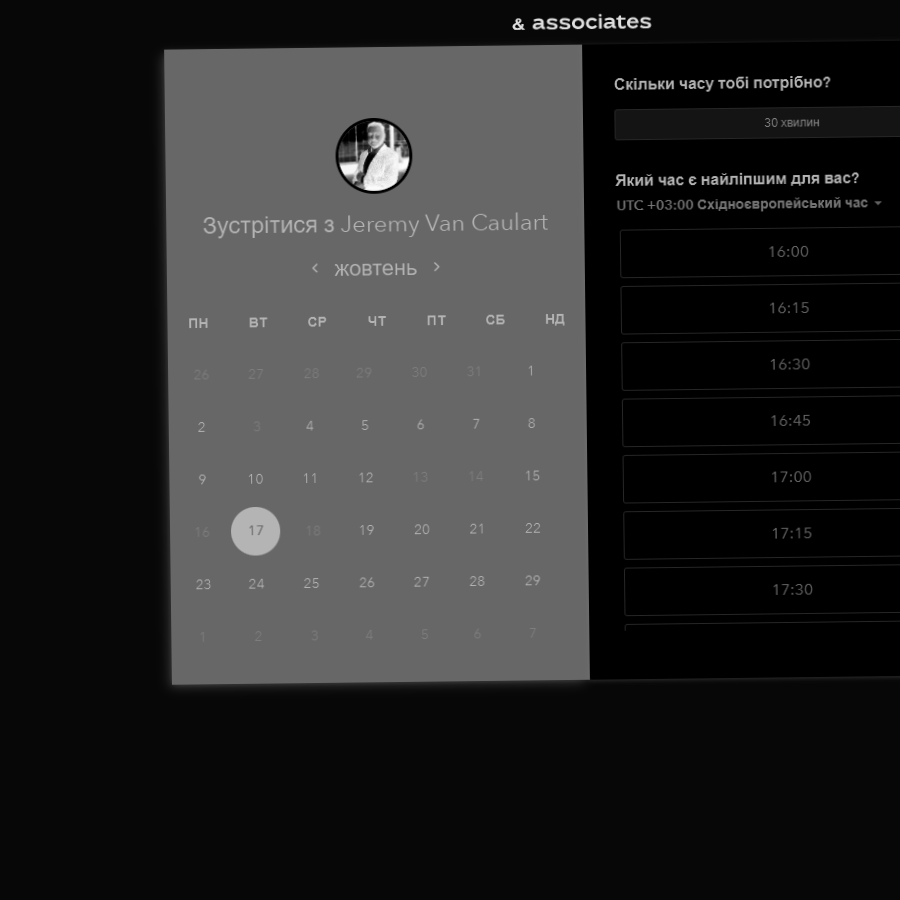 & associates
Зустрітися з Jeremy Van Caulart
жовтень
ПН ВТ СР ЧТ ПТ СБ НД
26 27 28 29 30 31 1
2 3 4 5 6 7 8
9 10 11 12 13 14 15
16 17 18 19 20 21 22
23 24 25 26 27 28 29
1 2 3 4 5 6 7
Скільки часу тобі потрібно?
30 хвилин
Який час є найліпшим для вас?
UTC +03:00 Східноєвропейський час
16:00
16:15
16:30
16:45
17:00
17:15
17:30